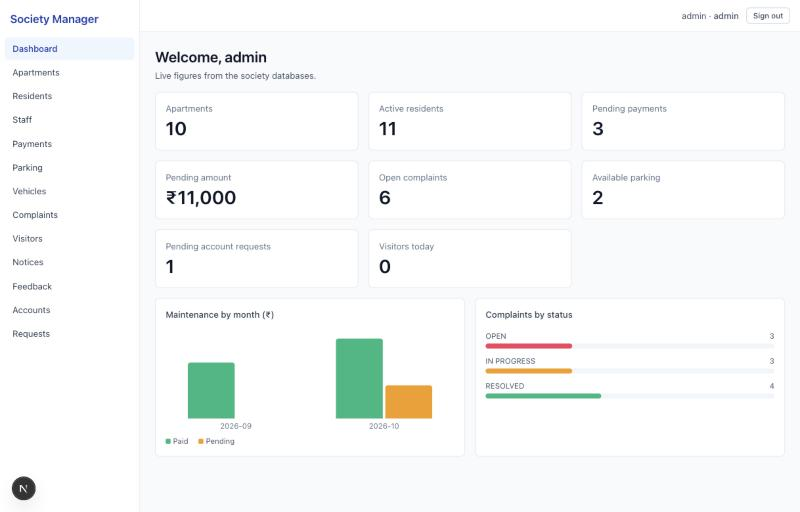 Society Manager
admin · admin
Sign out
Dashboard
Apartments
Residents
Staff
Payments
Parking
Vehicles
Complaints
Visitors
Notices
Feedback
Accounts
Requests
Welcome, admin
Live figures from the society databases.
Apartments
10
Active residents
11
Pending payments
3
Pending amount
₹11,000
Open complaints
6
Available parking
2
Pending account requests
1
Visitors today
0
Maintenance by month (₹)
2026-09
2026-10
Paid
Pending
Complaints by status
OPEN 3
IN PROGRESS 3
RESOLVED 4
N